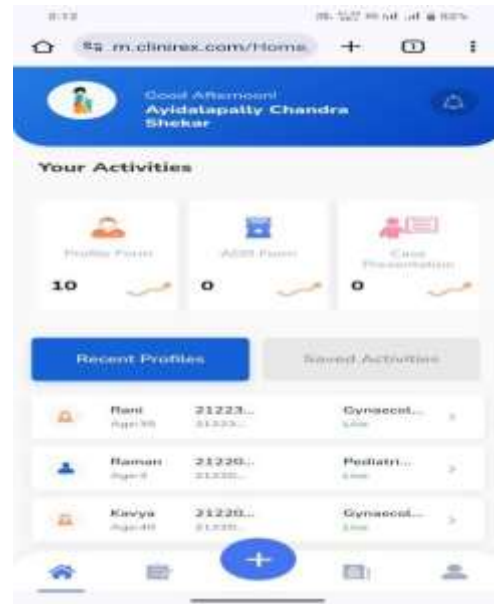 m.clinirex.com/Home
1
Good Afternoon!
Ayidalapally Chandra
Shekar
Your Activities
Profile Form
ADR Form
Case
Presentation
10
0
0
Recent Profiles
Saved Activities
Rani 21223... Gynaecol...
Raman 21220... Pediatri...
Kavya 21220... Gynaecol...